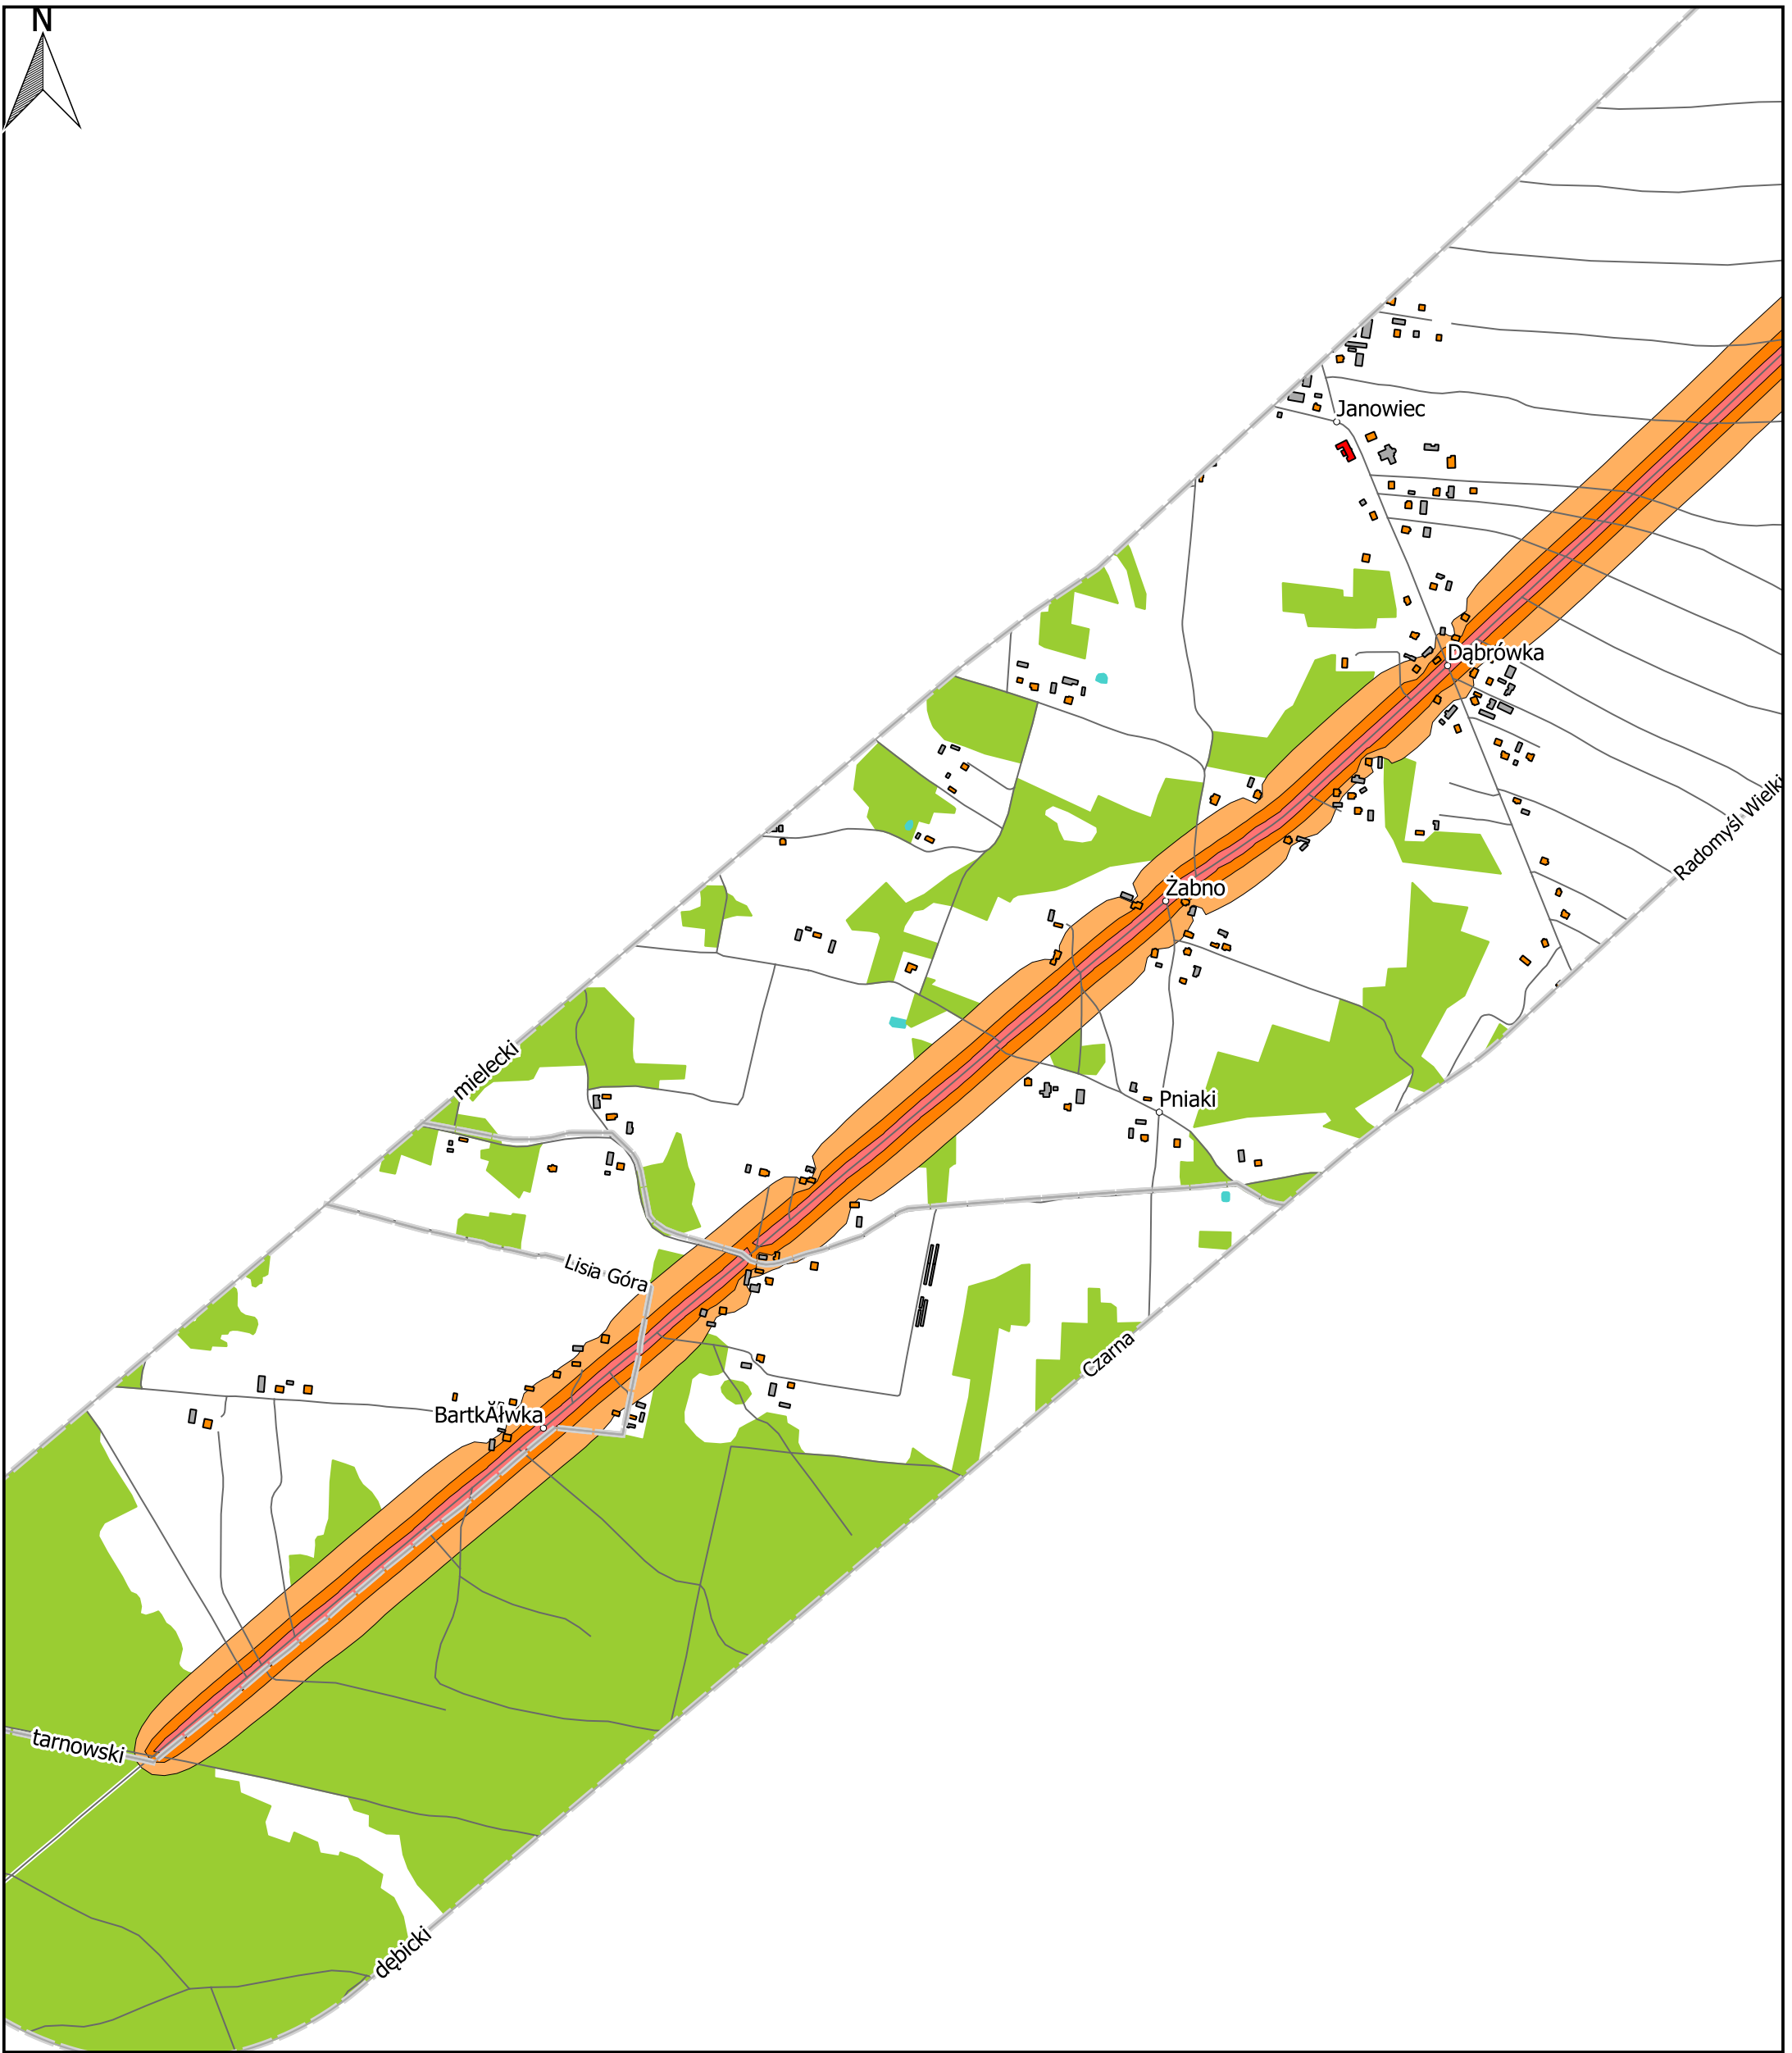 N
Janowiec
Dąbrówka
Radomyśl Wielki
Żabno
mielecki
Pniaki
Lisia Góra
Czarna
BartkĂłwka
tarnowski
dębicki